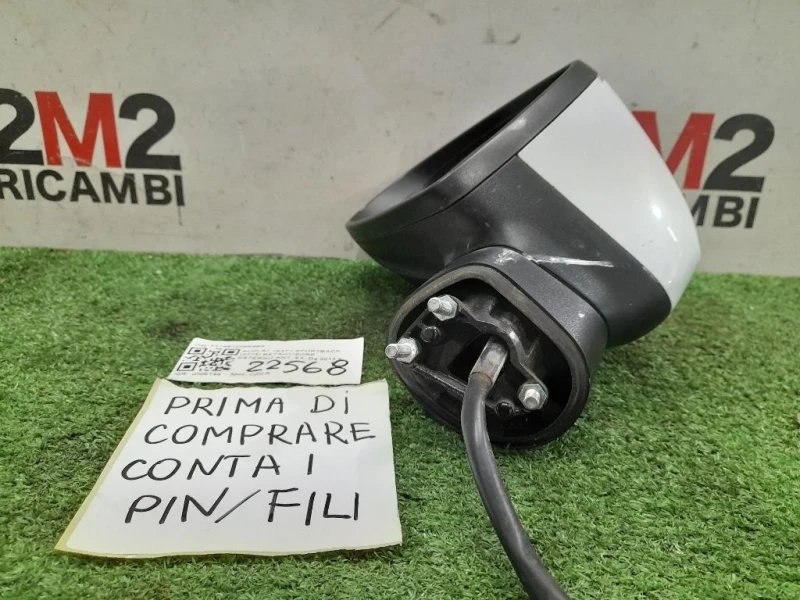 2M2
RICAMBI
M2
MBI
22568
PRIMA Di
COMPRARE
CONTA I
PIN/FILI